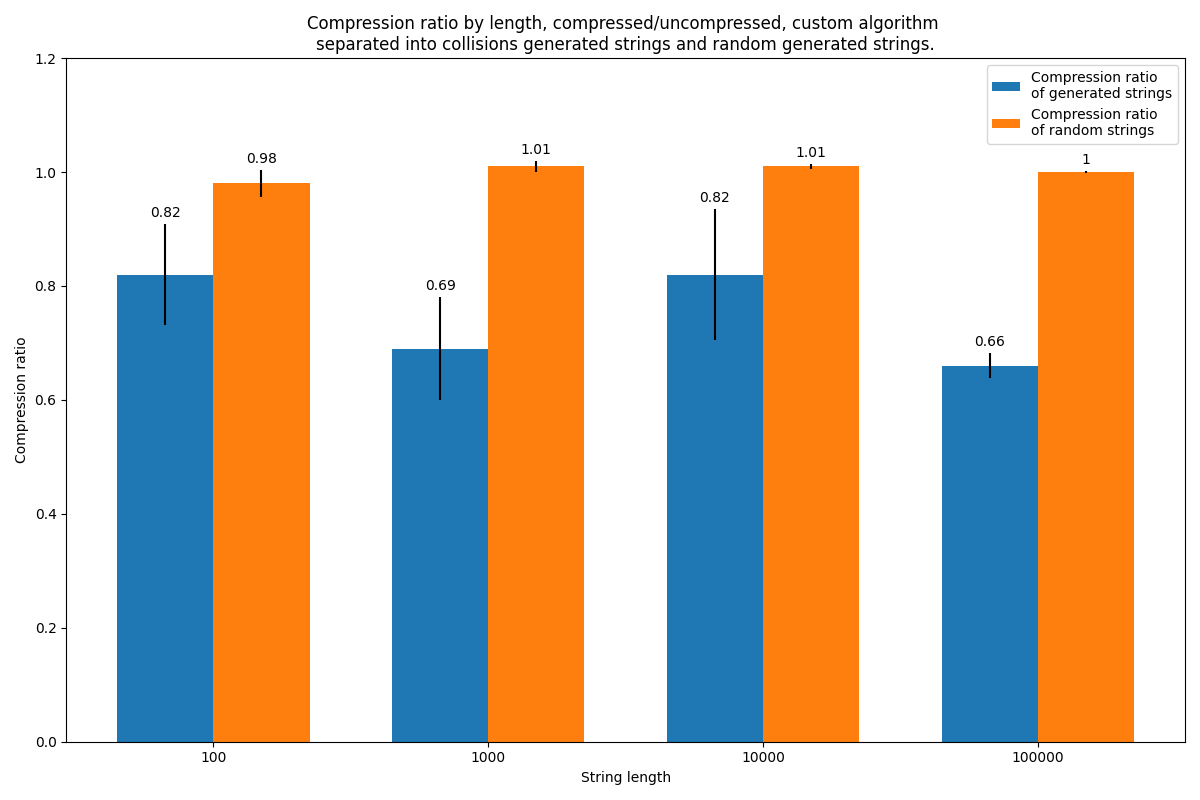 Compression ratio by length, compressed/uncompressed, custom algorithm
separated into collisions generated strings and random generated strings.
Compression ratio
of generated strings
Compression ratio
of random strings
Compression ratio
1.2
1.0
0.8
0.6
0.4
0.2
0.0
0.82
0.98
0.69
1.01
0.82
1.01
0.66
1
100
1000
10000
100000
String length